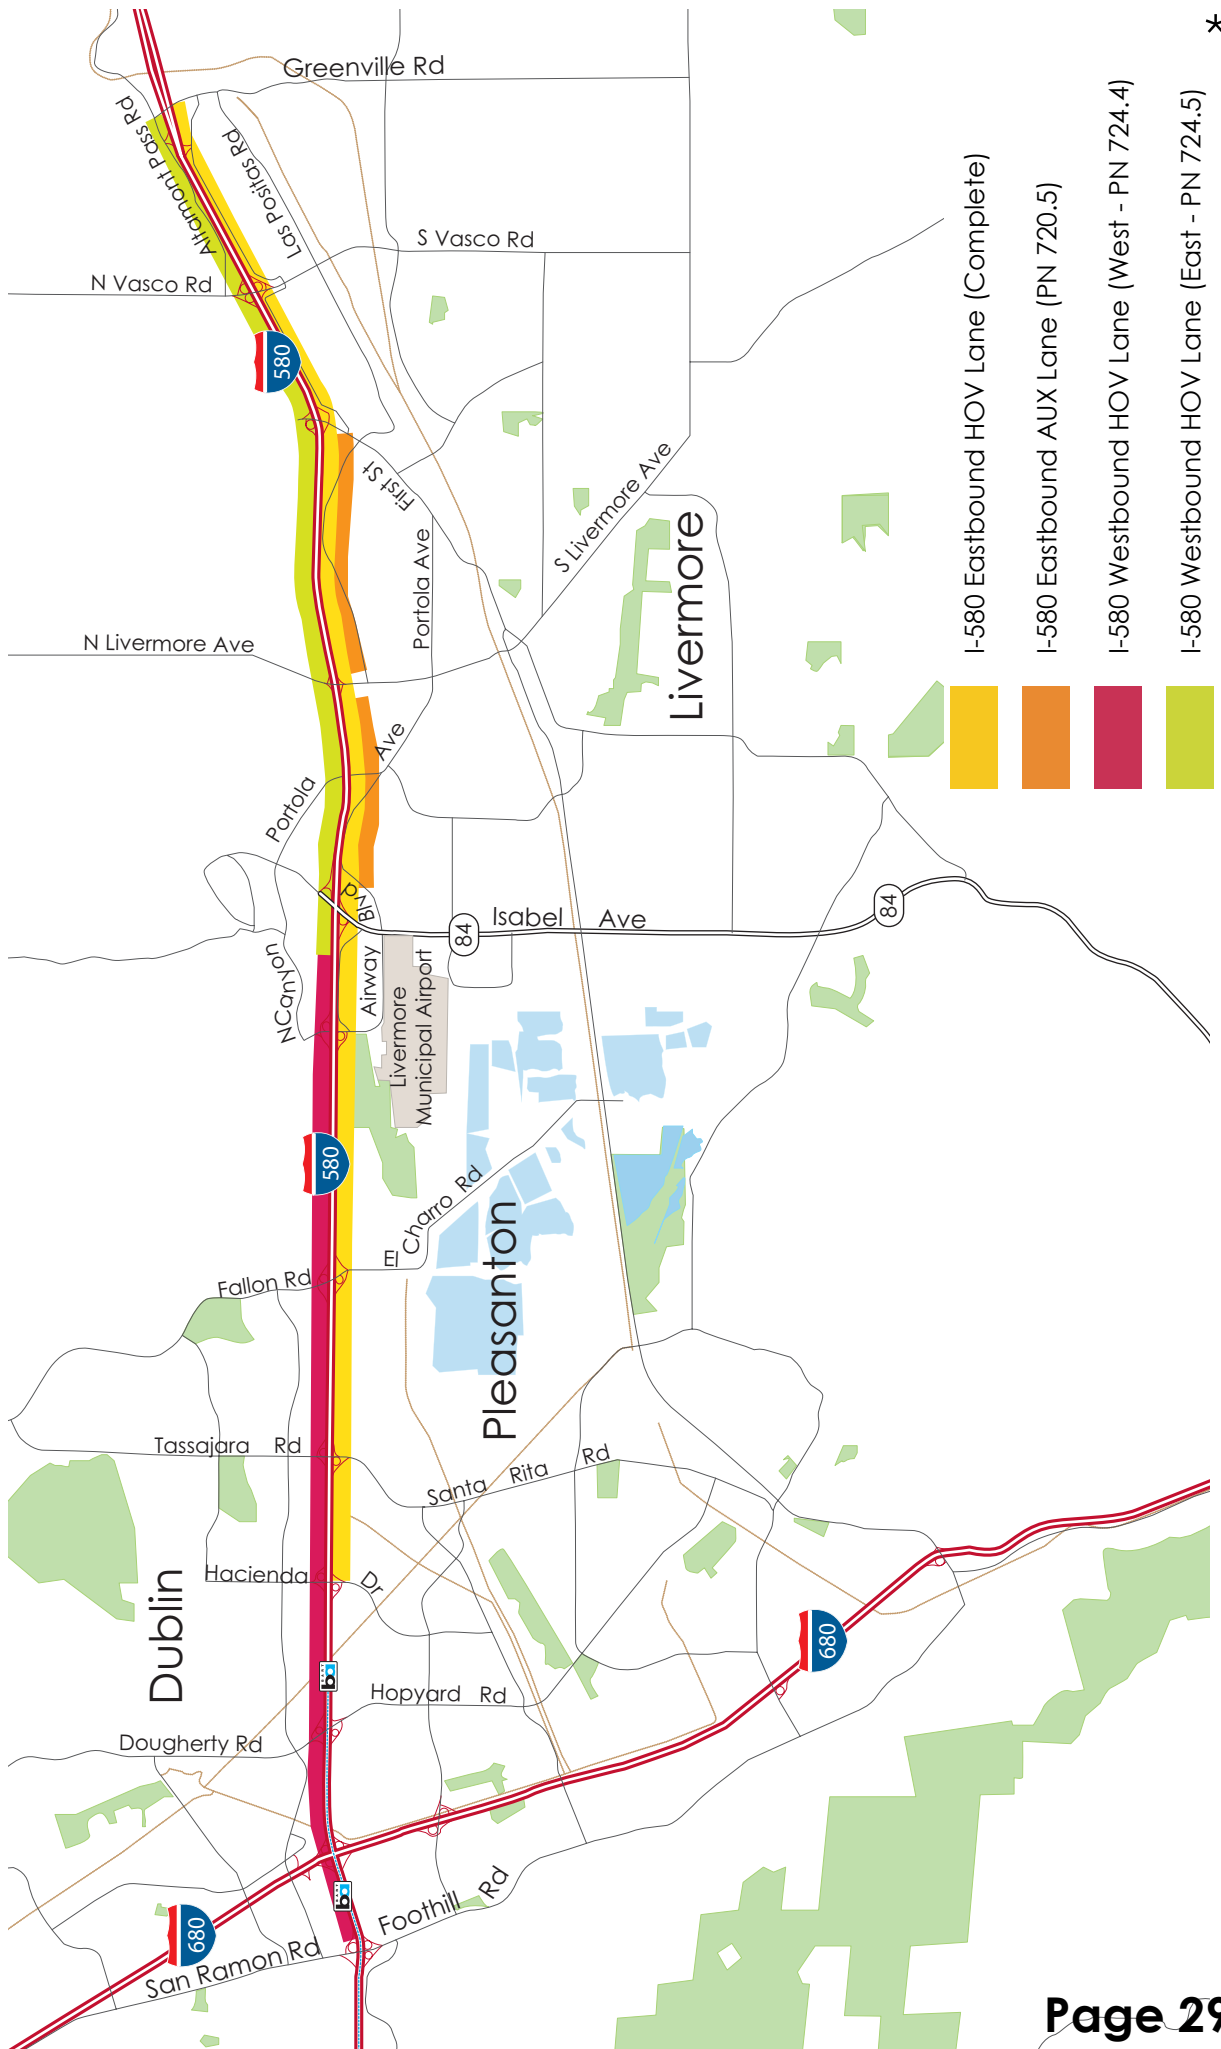 Greenville Rd
Altamont Pass Rd
Las Positas Rd
S Vasco Rd
N Vasco Rd
580
First St
Portola Ave
S Livermore Ave
Livermore
N Livermore Ave
Portola
Ave
N Canyon
Airway
Blvd
Isabel Ave
84
84
Livermore
Municipal Airport
580
El
Charro Rd
Fallon Rd
Pleasanton
Tassajara Rd
Santa Rita Rd
Hacienda
Dr
Dublin
Hopyard Rd
Dougherty Rd
680
680
Foothill Rd
San Ramon Rd
ba
ba
I-580 Eastbound HOV Lane (Complete)
I-580 Eastbound AUX Lane (PN 720.5)
I-580 Westbound HOV Lane (West - PN 724.4)
I-580 Westbound HOV Lane (East - PN 724.5)
*
Page 29